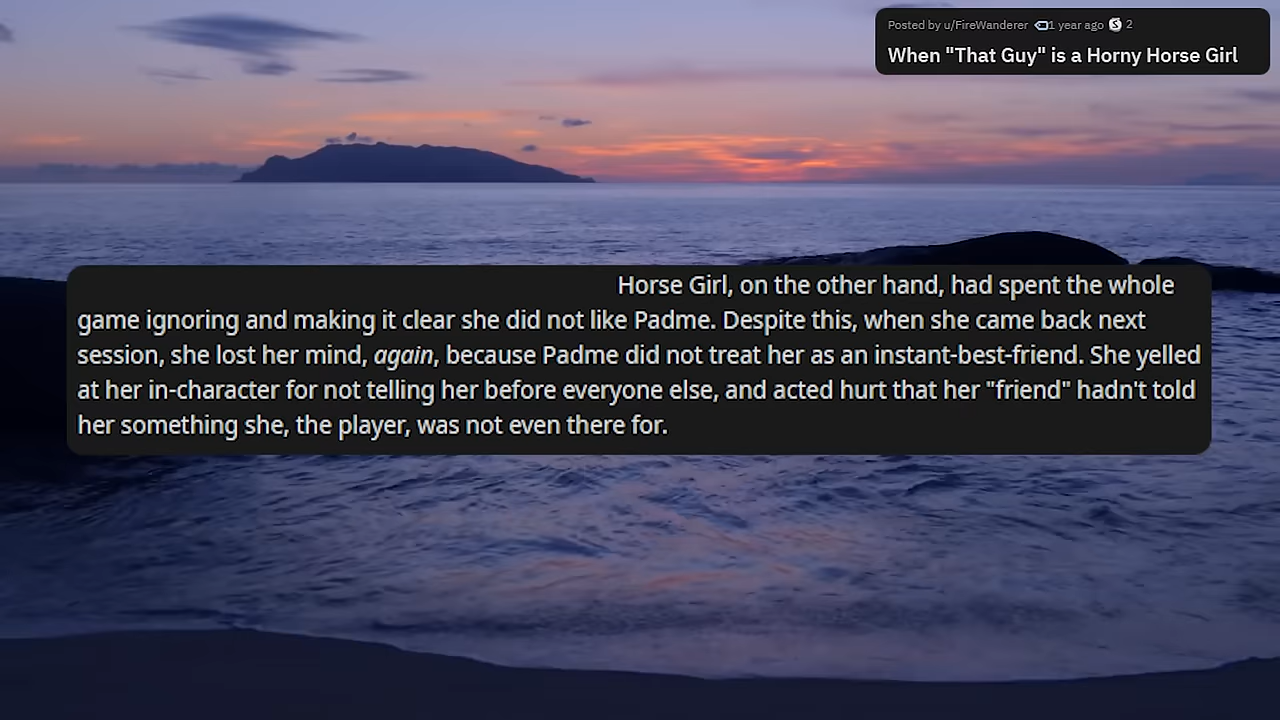 Posted by u/FireWanderer 1 year ago S 2
When "That Guy" is a Horny Horse Girl
Horse Girl, on the other hand, had spent the whole
game ignoring and making it clear she did not like Padme. Despite this, when she came back next
session, she lost her mind, again, because Padme did not treat her as an instant-best-friend. She yelled
at her in-character for not telling her before everyone else, and acted hurt that her "friend" hadn't told
her something she, the player, was not even there for.